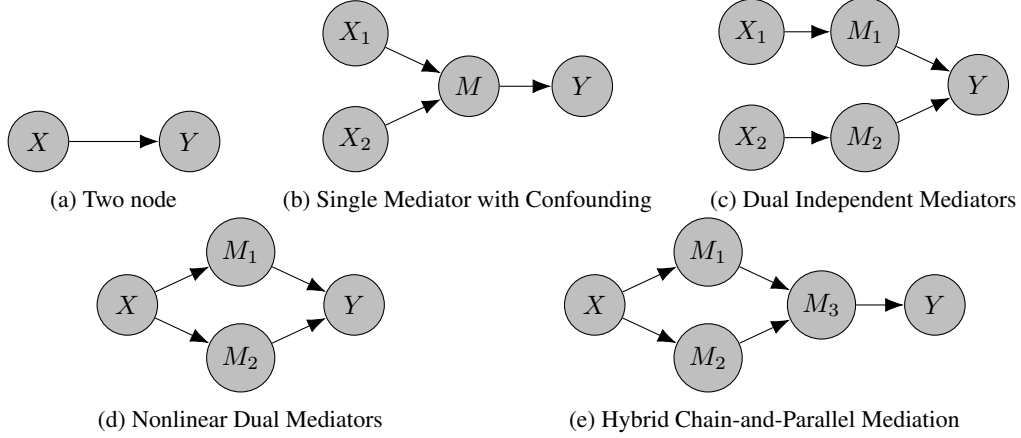 X Y
(a) Two node
X₁
X₂
M
Y
(b) Single Mediator with Confounding
X₁ M₁
X₂ M₂
Y
(c) Dual Independent Mediators
X
M₁
M₂
Y
(d) Nonlinear Dual Mediators
X
M₁
M₂
M₃
Y
(e) Hybrid Chain-and-Parallel Mediation